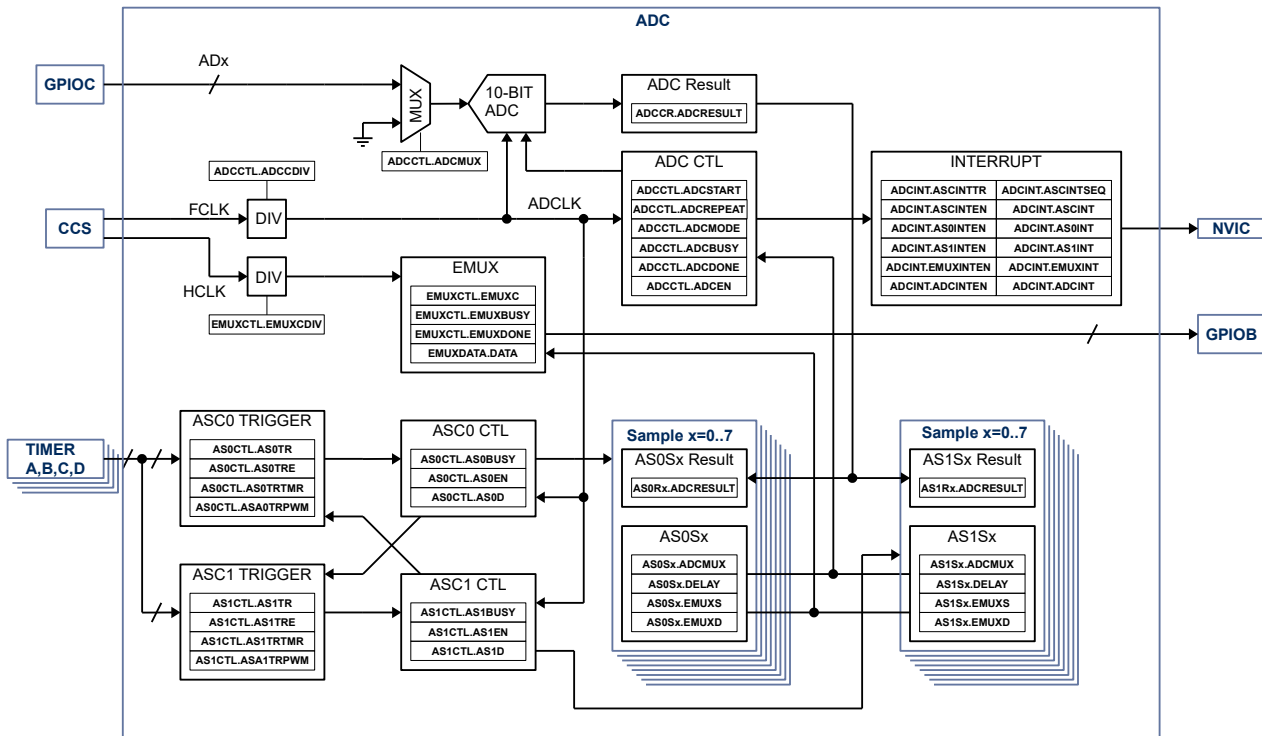 ADC
GPIOC
ADx
MUX
10-BIT
ADC
ADC Result
ADCCR.ADCRESULT
ADCCTL.ADCMUX
ADCCTL.ADCCDIV
CCS
FCLK
DIV
ADCLK
HCLK
DIV
EMUXCTL.EMUXCDIV
ADC CTL
ADCCTL.ADCSTART
ADCCTL.ADCREPEAT
ADCCTL.ADCMODE
ADCCTL.ADCBUSY
ADCCTL.ADCDONE
ADCCTL.ADCEN
INTERRUPT
ADCINT.ASCINTTR ADCINT.ASCINTSEQ
ADCINT.ASCINTEN ADCINT.ASCINT
ADCINT.AS0INTEN ADCINT.AS0INT
ADCINT.AS1INTEN ADCINT.AS1INT
ADCINT.EMUXINTEN ADCINT.EMUXINT
ADCINT.ADCINTEN ADCINT.ADCINT
NVIC
EMUX
EMUXCTL.EMUXC
EMUXCTL.EMUXBUSY
EMUXCTL.EMUXDONE
EMUXDATA.DATA
GPIOB
TIMER
A,B,C,D
ASC0 TRIGGER
AS0CTL.AS0TR
AS0CTL.AS0TRE
AS0CTL.AS0TRTMR
AS0CTL.ASA0TRPWM
ASC0 CTL
AS0CTL.AS0BUSY
AS0CTL.AS0EN
AS0CTL.AS0D
ASC1 TRIGGER
AS1CTL.AS1TR
AS1CTL.AS1TRE
AS1CTL.AS1TRTMR
AS1CTL.ASA1TRPWM
ASC1 CTL
AS1CTL.AS1BUSY
AS1CTL.AS1EN
AS1CTL.AS1D
Sample x=0..7
AS0Sx Result
AS0Rx.ADCRESULT
AS0Sx
AS0Sx.ADCMUX
AS0Sx.DELAY
AS0Sx.EMUXS
AS0Sx.EMUXD
Sample x=0..7
AS1Sx Result
AS1Rx.ADCRESULT
AS1Sx
AS1Sx.ADCMUX
AS1Sx.DELAY
AS1Sx.EMUXS
AS1Sx.EMUXD